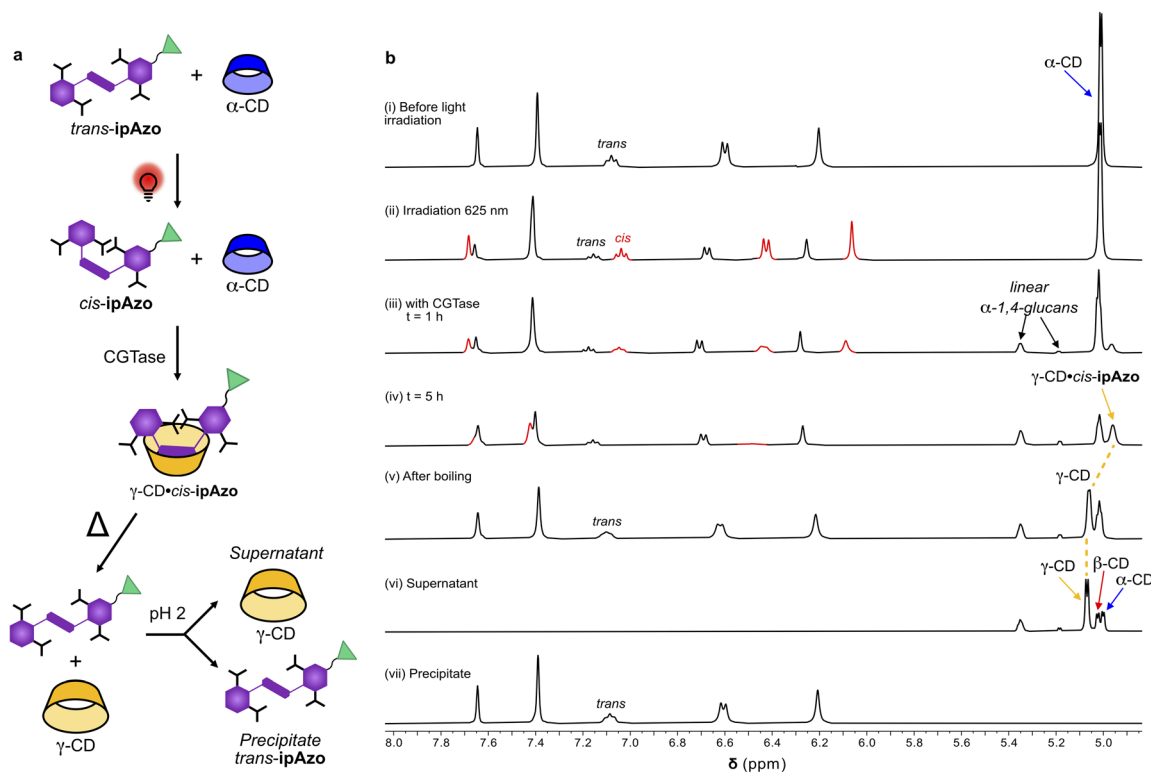 a
trans-ipAzo
+
α-CD
cis-ipAzo
+
α-CD
CGTase
γ-CD•cis-ipAzo
Δ
Supernatant
γ-CD
pH 2
+
γ-CD
Precipitate
trans-ipAzo
b
(i) Before light
irradiation
trans
α-CD
(ii) Irradiation 625 nm
trans
cis
(iii) with CGTase
t = 1 h
linear
α-1,4-glucans
(iv) t = 5 h
γ-CD•cis-ipAzo
(v) After boiling
trans
γ-CD
(vi) Supernatant
γ-CD
β-CD
α-CD
(vii) Precipitate
trans
8.0 7.8 7.6 7.4 7.2 7.0 6.8 6.6 6.4 6.2 6.0 5.8 5.6 5.4 5.2 5.0
δ (ppm)